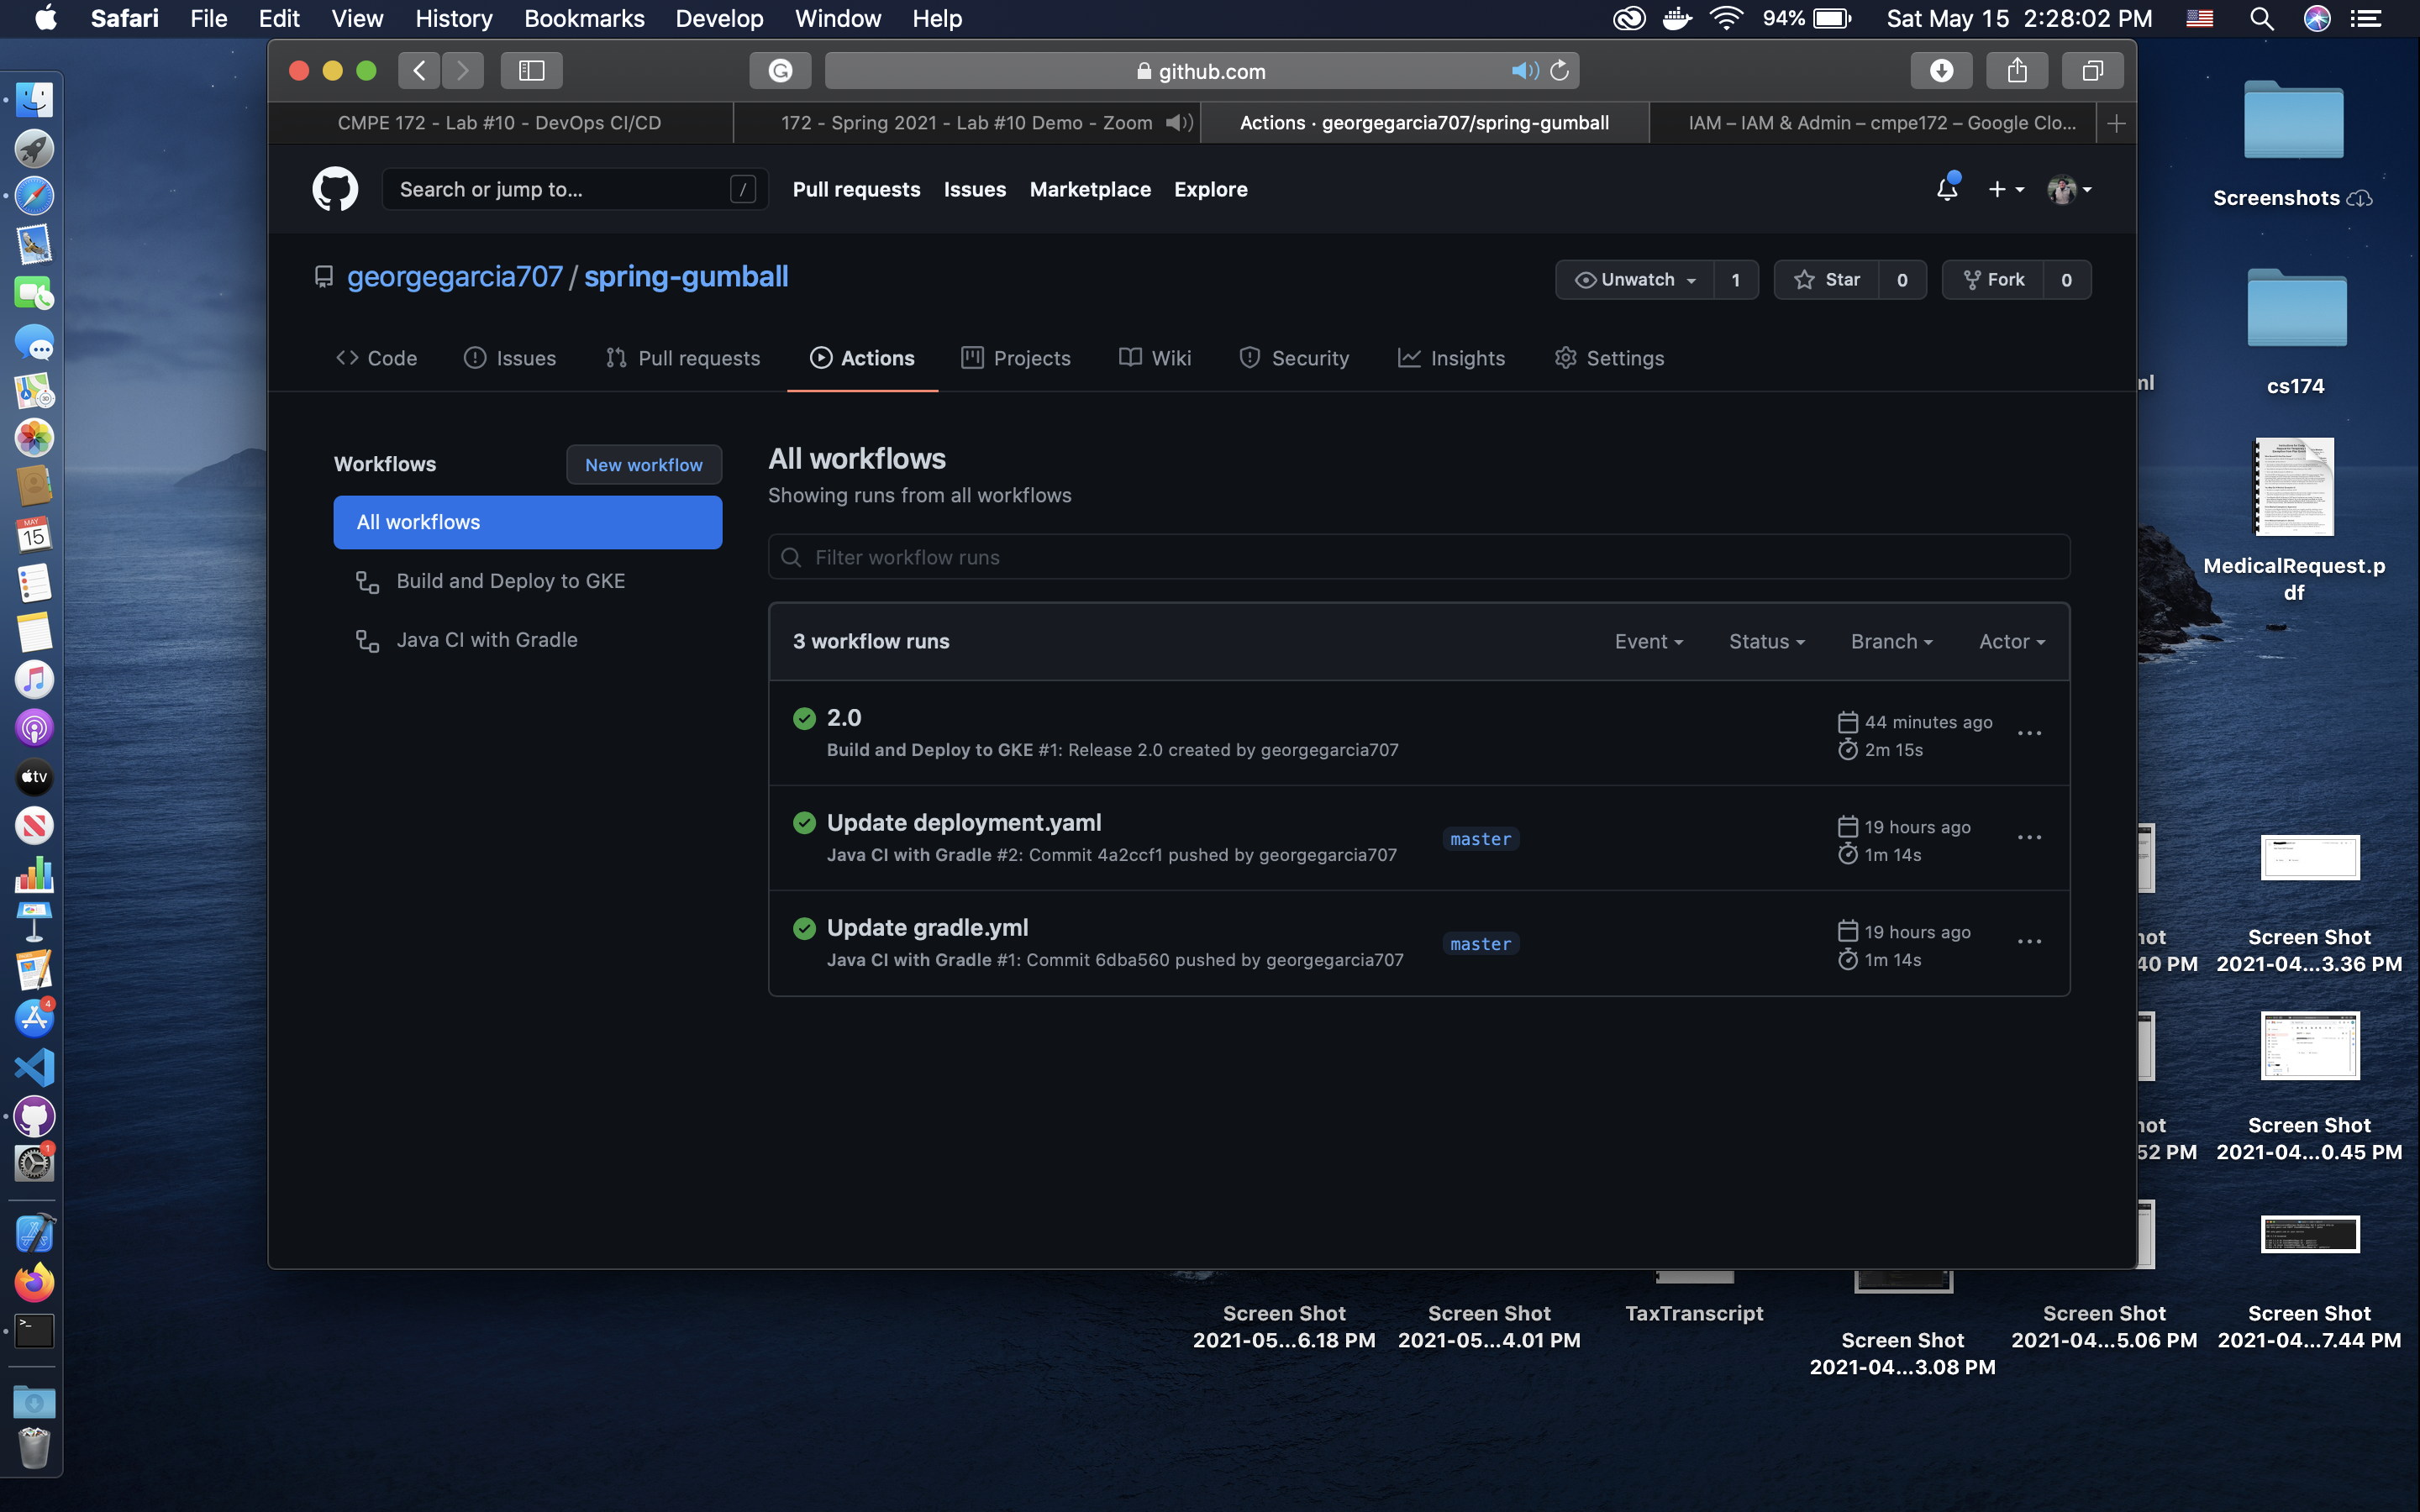 Safari File Edit View History Bookmarks Develop Window Help
94% Sat May 15 2:28:02 PM
github.com
CMPE 172 - Lab #10 - DevOps CI/CD
172 - Spring 2021 - Lab #10 Demo - Zoom
Actions · georgegarcia707/spring-gumball
IAM – IAM & Admin – cmpe172 – Google Clo...
Search or jump to... /
Pull requests Issues Marketplace Explore
georgegarcia707 / spring-gumball
Unwatch 1 Star 0 Fork 0
Code Issues Pull requests Actions Projects Wiki Security Insights Settings
Workflows
New workflow
All workflows
Build and Deploy to GKE
Java CI with Gradle
All workflows
Showing runs from all workflows
Filter workflow runs
3 workflow runs
Event Status Branch Actor
2.0
Build and Deploy to GKE #1: Release 2.0 created by georgegarcia707
44 minutes ago
2m 15s
Update deployment.yaml
Java CI with Gradle #2: Commit 4a2ccf1 pushed by georgegarcia707
master
19 hours ago
1m 14s
Update gradle.yml
Java CI with Gradle #1: Commit 6dba560 pushed by georgegarcia707
master
19 hours ago
1m 14s
MAY
15
tv
4
1
Screenshots
nl
cs174
MedicalRequest.p
df
Screen Shot
2021-04...3.36 PM
40 PM
Screen Shot
2021-04...0.45 PM
52 PM
Screen Shot
2021-05...6.18 PM
Screen Shot
2021-05...4.01 PM
TaxTranscript
Screen Shot
2021-04...3.08 PM
Screen Shot
2021-04...5.06 PM
Screen Shot
2021-04...7.44 PM